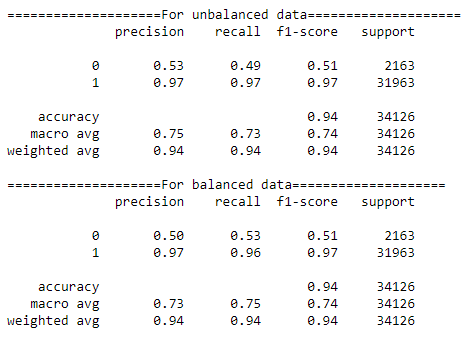 ====================For unbalanced data====================
              precision    recall  f1-score   support

           0       0.53      0.49      0.51      2163
           1       0.97      0.97      0.97     31963

    accuracy                           0.94     34126
   macro avg       0.75      0.73      0.74     34126
weighted avg       0.94      0.94      0.94     34126

====================For balanced data====================
              precision    recall  f1-score   support

           0       0.50      0.53      0.51      2163
           1       0.97      0.96      0.97     31963

    accuracy                           0.94     34126
   macro avg       0.73      0.75      0.74     34126
weighted avg       0.94      0.94      0.94     34126